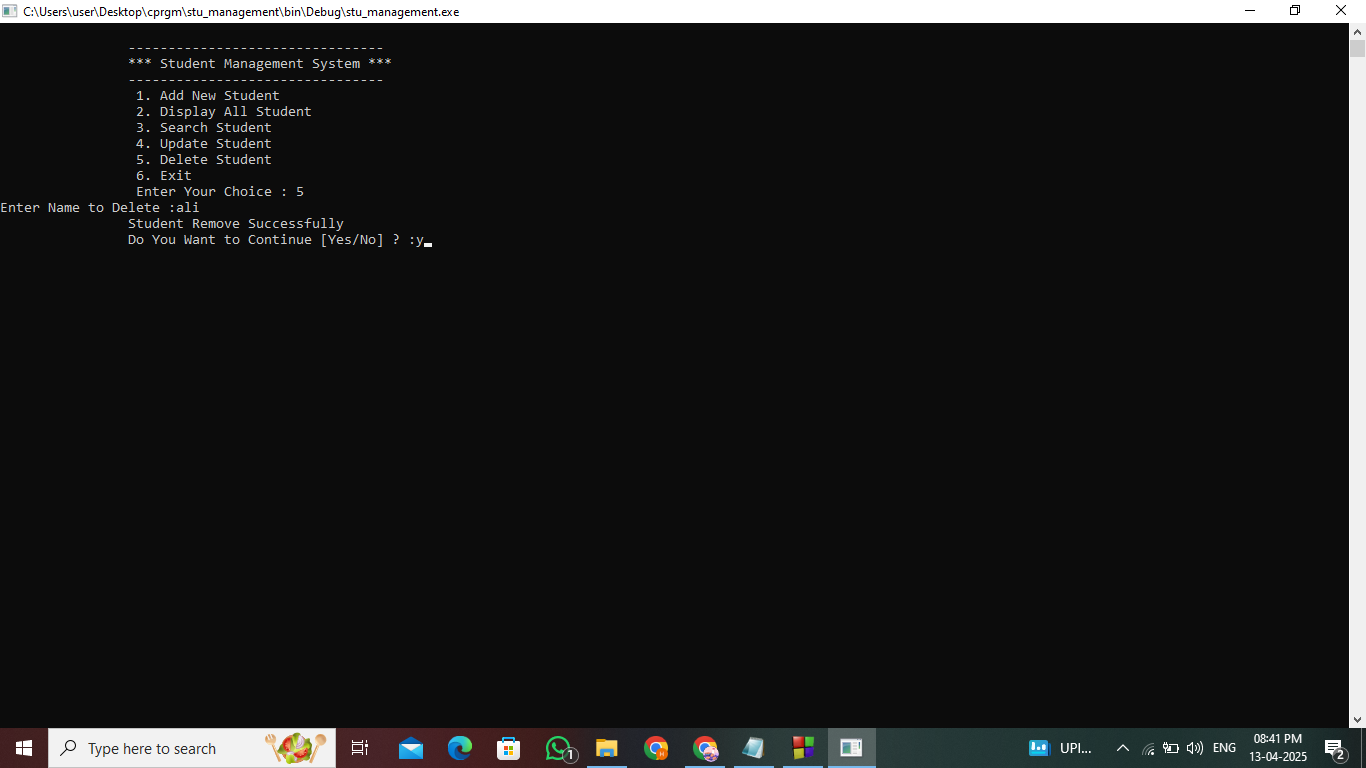 C:\Users\user\Desktop\cprgm\stu_management\bin\Debug\stu_management.exe
--------------------------------
*** Student Management System ***
--------------------------------
1. Add New Student
2. Display All Student
3. Search Student
4. Update Student
5. Delete Student
6. Exit
Enter Your Choice : 5
Enter Name to Delete :ali
Student Remove Successfully
Do You Want to Continue [Yes/No] ? :y
Type here to search
1
H
UPI...
ENG
08:41 PM
13-04-2025
2